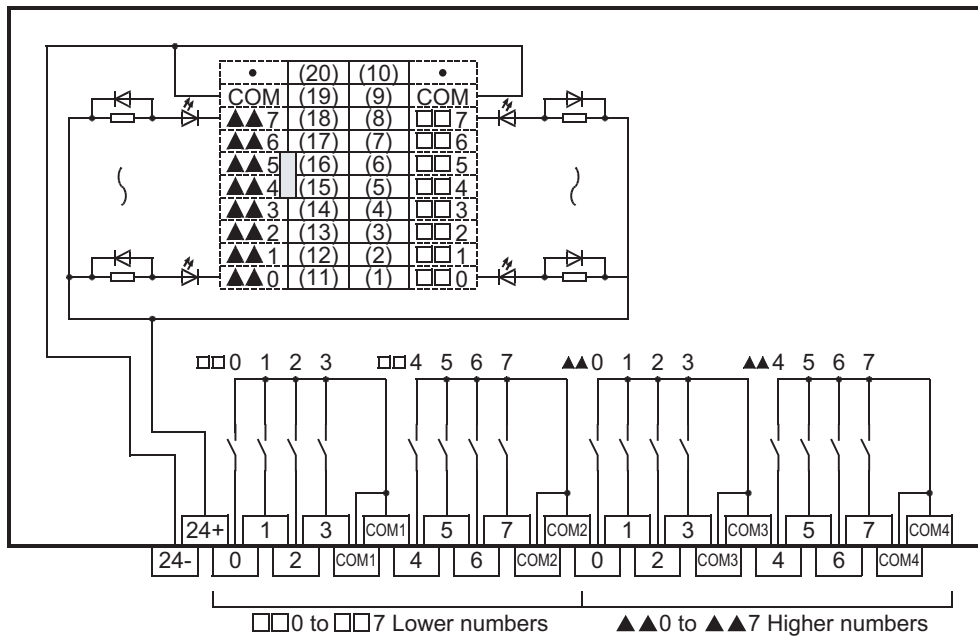 • (20) (10) •
COM (19) (9) COM
▲▲7 (18) (8) □□7
▲▲6 (17) (7) □□6
▲▲5 (16) (6) □□5
▲▲4 (15) (5) □□4
▲▲3 (14) (4) □□3
▲▲2 (13) (3) □□2
▲▲1 (12) (2) □□1
▲▲0 (11) (1) □□0
□□0 1 2 3 □□4 5 6 7 ▲▲0 1 2 3 ▲▲4 5 6 7
24+ 1 3 COM1 5 7 COM2 1 3 COM3 5 7 COM4
24- 0 2 COM1 4 6 COM2 0 2 COM3 4 6 COM4
□□0 to □□7 Lower numbers ▲▲0 to ▲▲7 Higher numbers